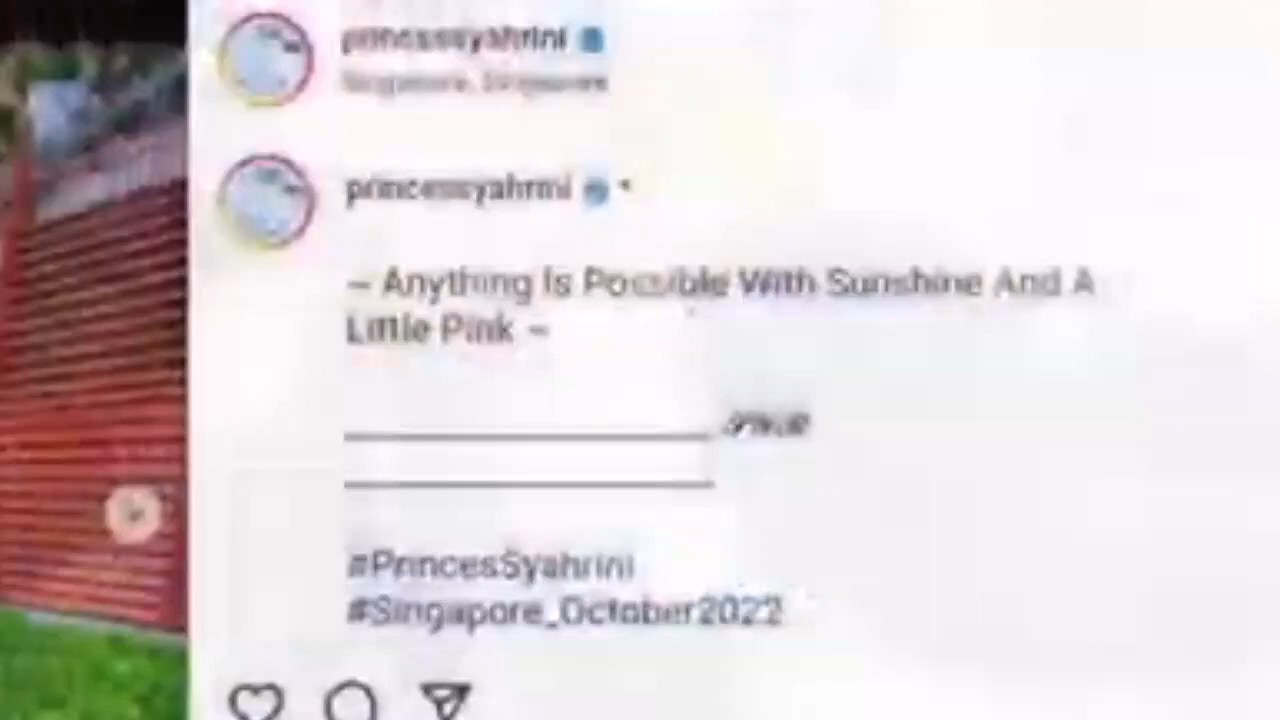 princessyahrini
Singapore, Singapore
princessyahrini •
~ Anything Is Possible With Sunshine And A
Little Pink ~
#PrincesSyahrini
#Singapore_October2022